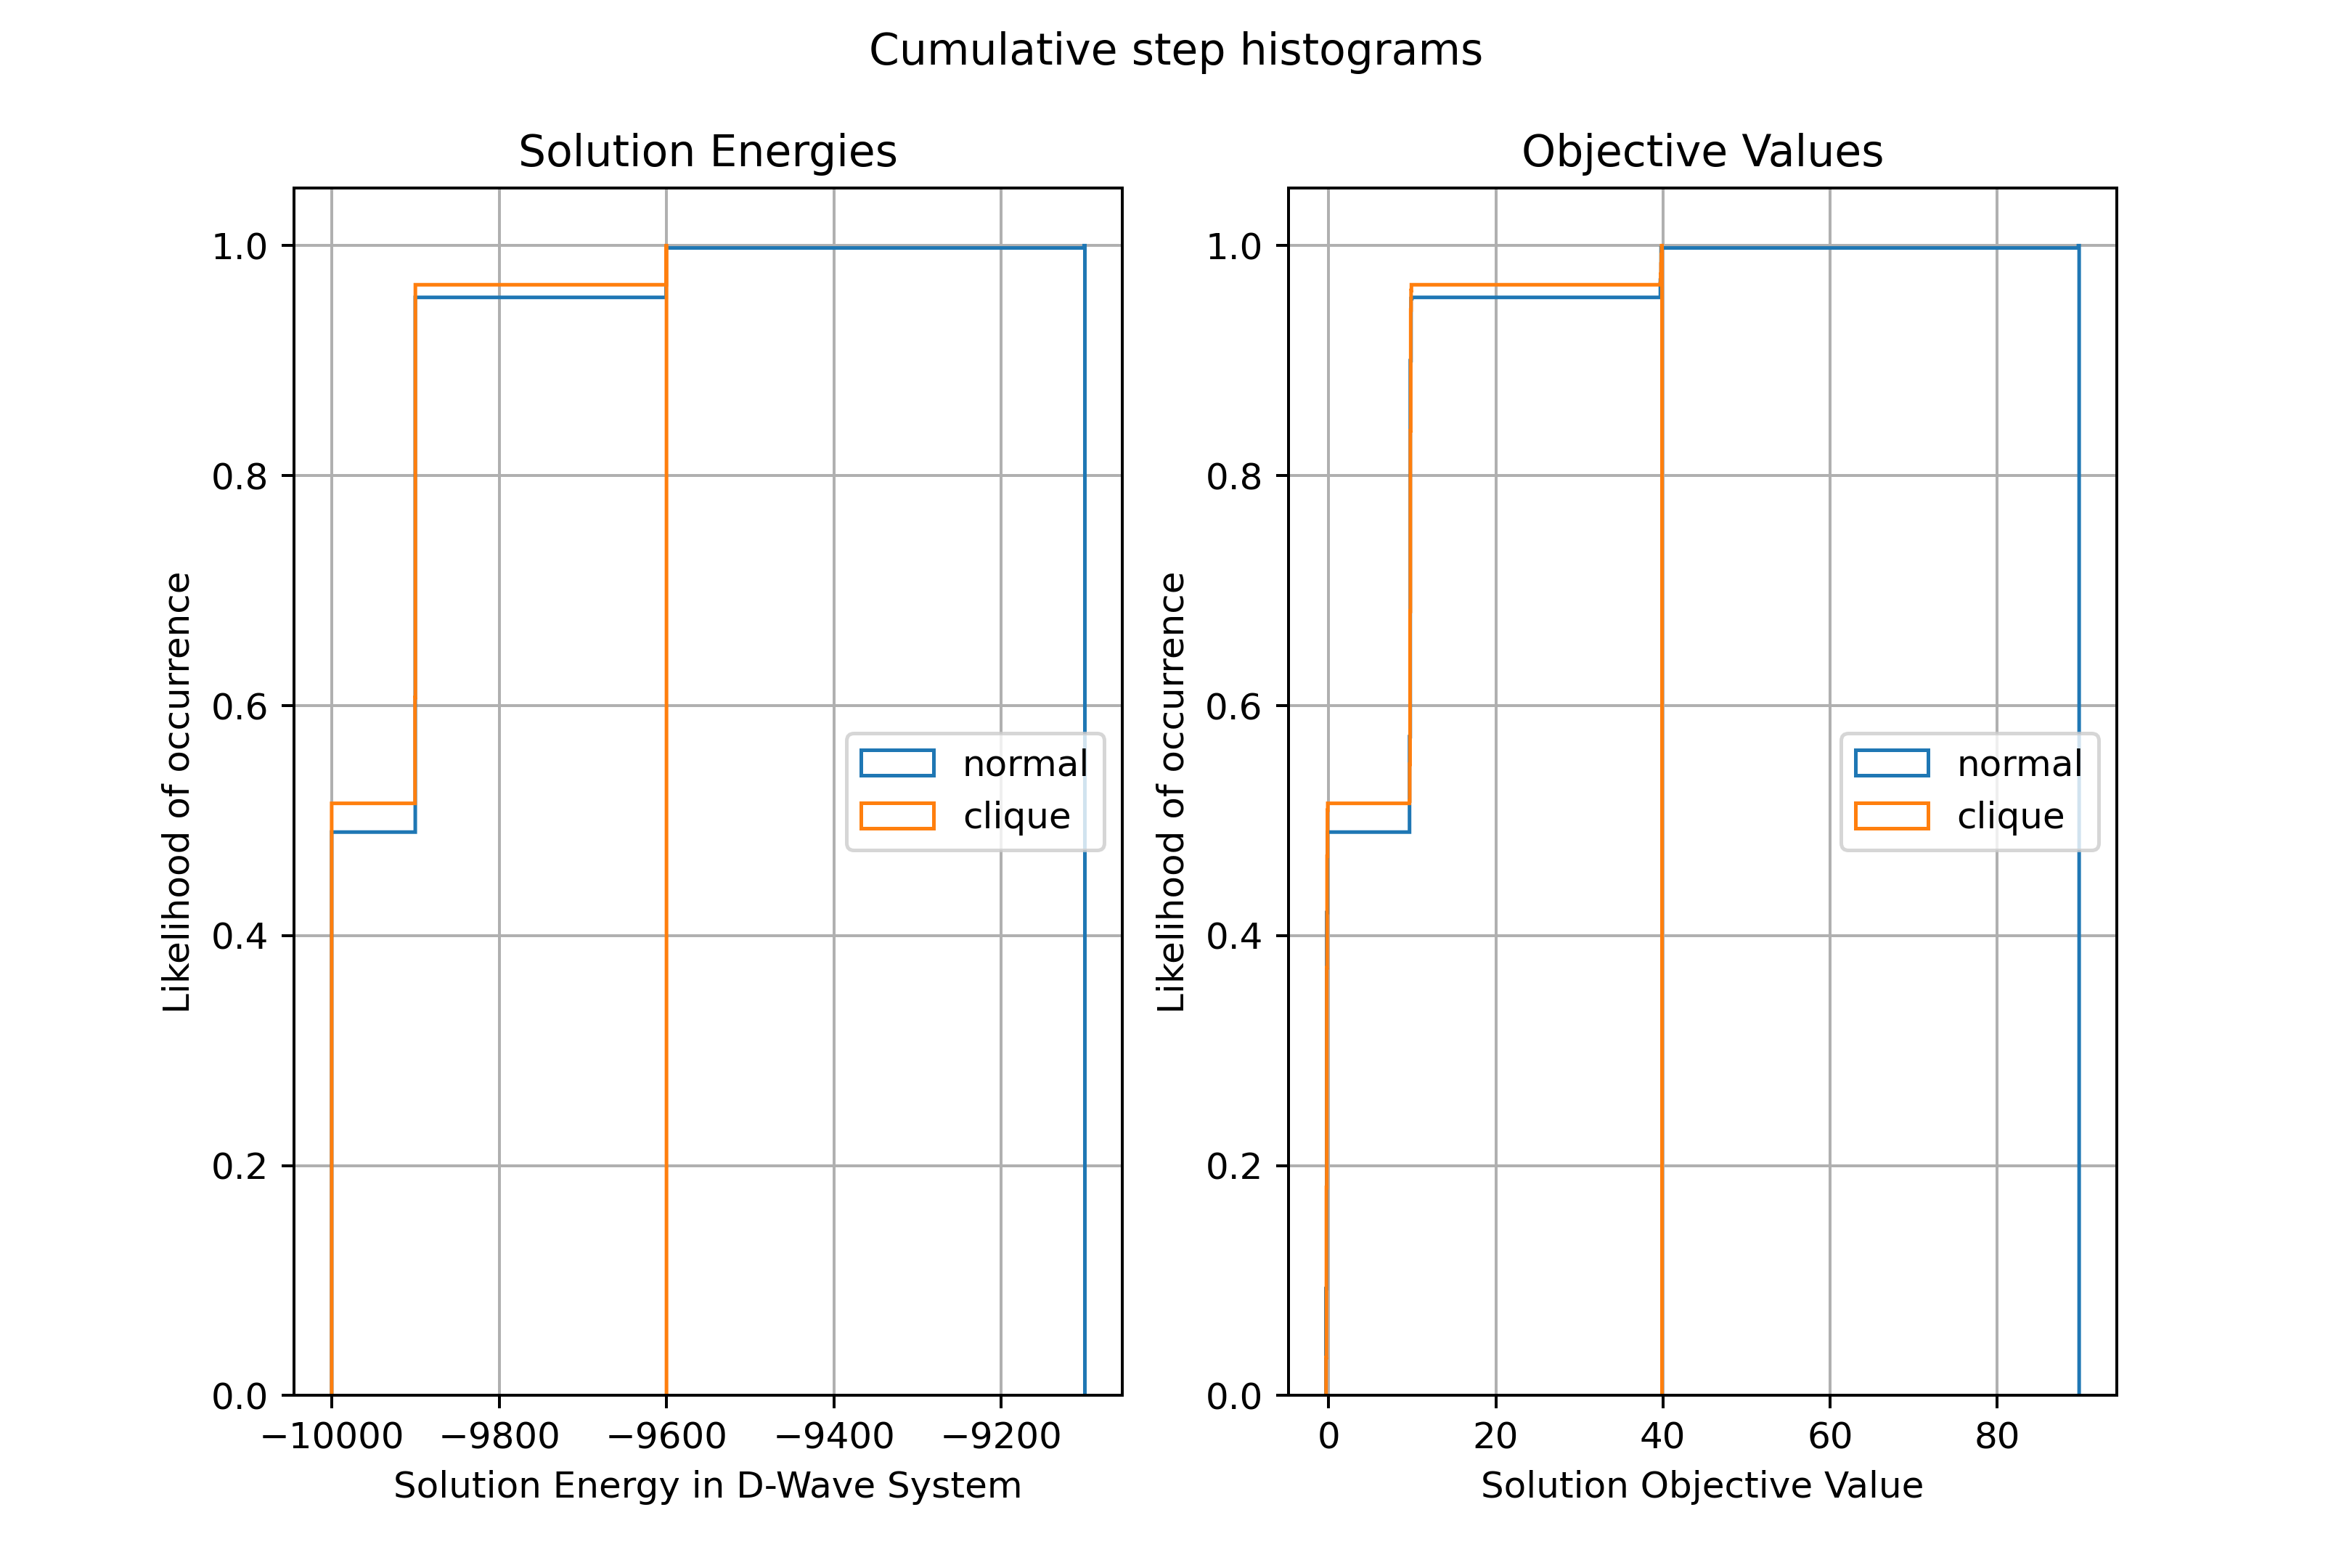 Cumulative step histograms
Solution Energies
1.0
0.8
0.6
0.4
0.2
0.0
Likelihood of occurrence
normal
clique
−10000 −9800 −9600 −9400 −9200
Solution Energy in D-Wave System
Objective Values
1.0
0.8
0.6
0.4
0.2
0.0
Likelihood of occurrence
normal
clique
0 20 40 60 80
Solution Objective Value